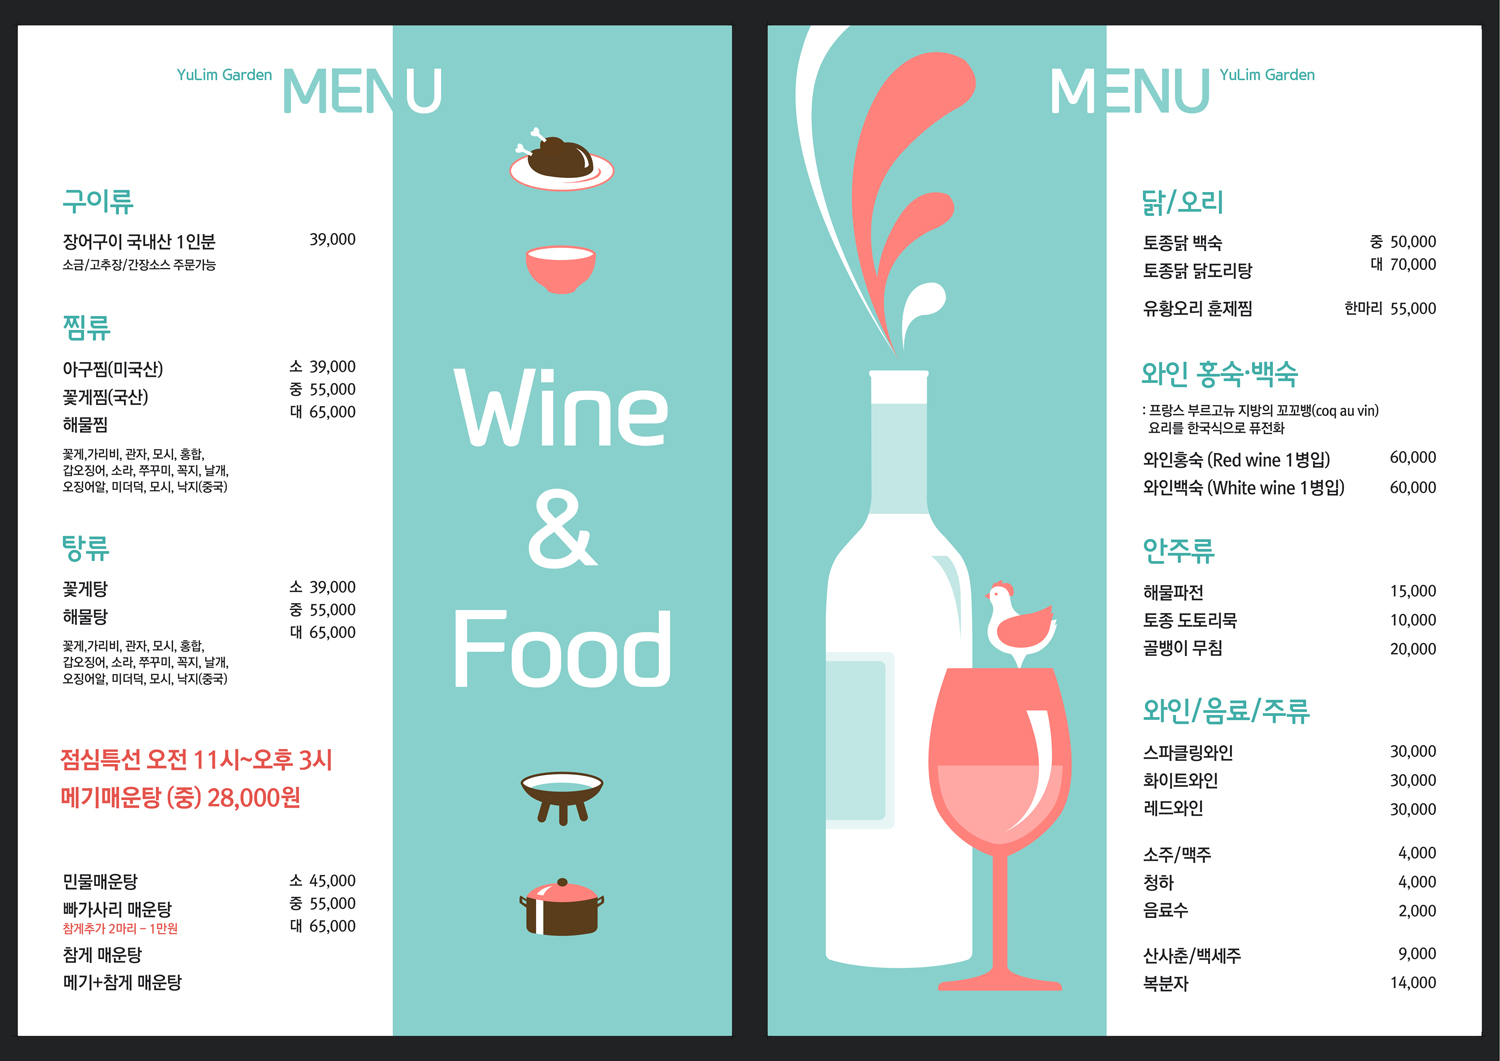 YuLim Garden MENU
구이류
장어구이 국내산 1인분 39,000
소금/고추장/간장소스 주문가능
찜류
아구찜(미국산) 소 39,000
꽃게찜(국산) 중 55,000
해물찜 대 65,000
꽃게,가리비, 관자, 모시, 홍합,
갑오징어, 소라, 쭈꾸미, 꼭지, 날개,
오징어알, 미더덕, 모시, 낙지(중국)
탕류
꽃게탕 소 39,000
해물탕 중 55,000
대 65,000
꽃게,가리비, 관자, 모시, 홍합,
갑오징어, 소라, 쭈꾸미, 꼭지, 날개,
오징어알, 미더덕, 모시, 낙지(중국)
점심특선 오전 11시~오후 3시
메기매운탕 (중) 28,000원
민물매운탕 소 45,000
빠가사리 매운탕 중 55,000
참게추가 2마리 – 1만원 대 65,000
참게 매운탕
메기+참게 매운탕
Wine
&
Food
MENU YuLim Garden
닭/오리
토종닭 백숙 중 50,000
토종닭 닭도리탕 대 70,000
유황오리 훈제찜 한마리 55,000
와인 홍숙·백숙
: 프랑스 부르고뉴 지방의 꼬꼬뱅(coq au vin)
요리를 한국식으로 퓨전화
와인홍숙 (Red wine 1병입) 60,000
와인백숙 (White wine 1병입) 60,000
안주류
해물파전 15,000
토종 도토리묵 10,000
골뱅이 무침 20,000
와인/음료/주류
스파클링와인 30,000
화이트와인 30,000
레드와인 30,000
소주/맥주 4,000
청하 4,000
음료수 2,000
산사춘/백세주 9,000
복분자 14,000